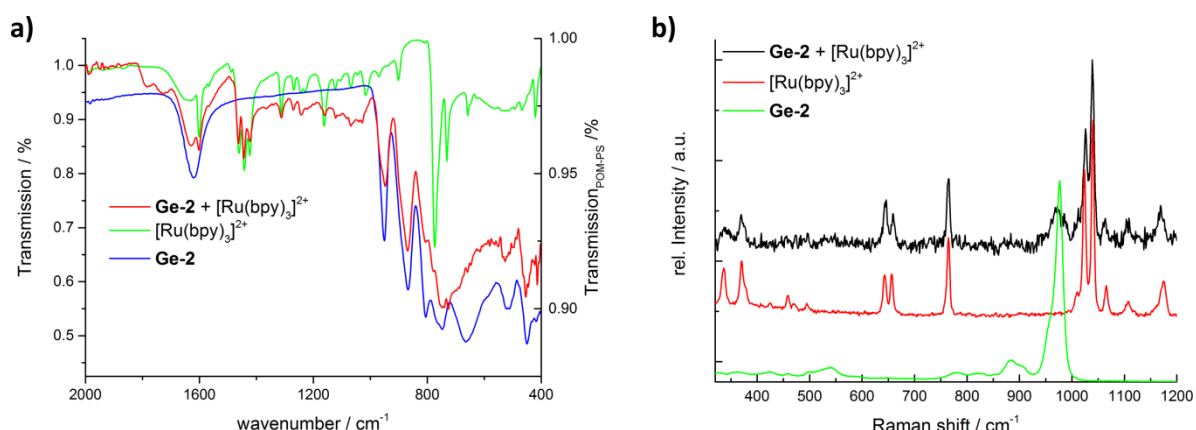 a)
Transmission / %
1.0
0.9
0.8
0.7
0.6
0.5
Ge-2 + [Ru(bpy)₃]²⁺
[Ru(bpy)₃]²⁺
Ge-2
2000
1600
1200
800
400
wavenumber / cm⁻¹
1.00
0.95
0.90
Transmission_POM-PS / %
b)
rel. Intensity / a.u.
Ge-2 + [Ru(bpy)₃]²⁺
[Ru(bpy)₃]²⁺
Ge-2
400 500 600 700 800 900 1000 1100 1200
Raman shift / cm⁻¹